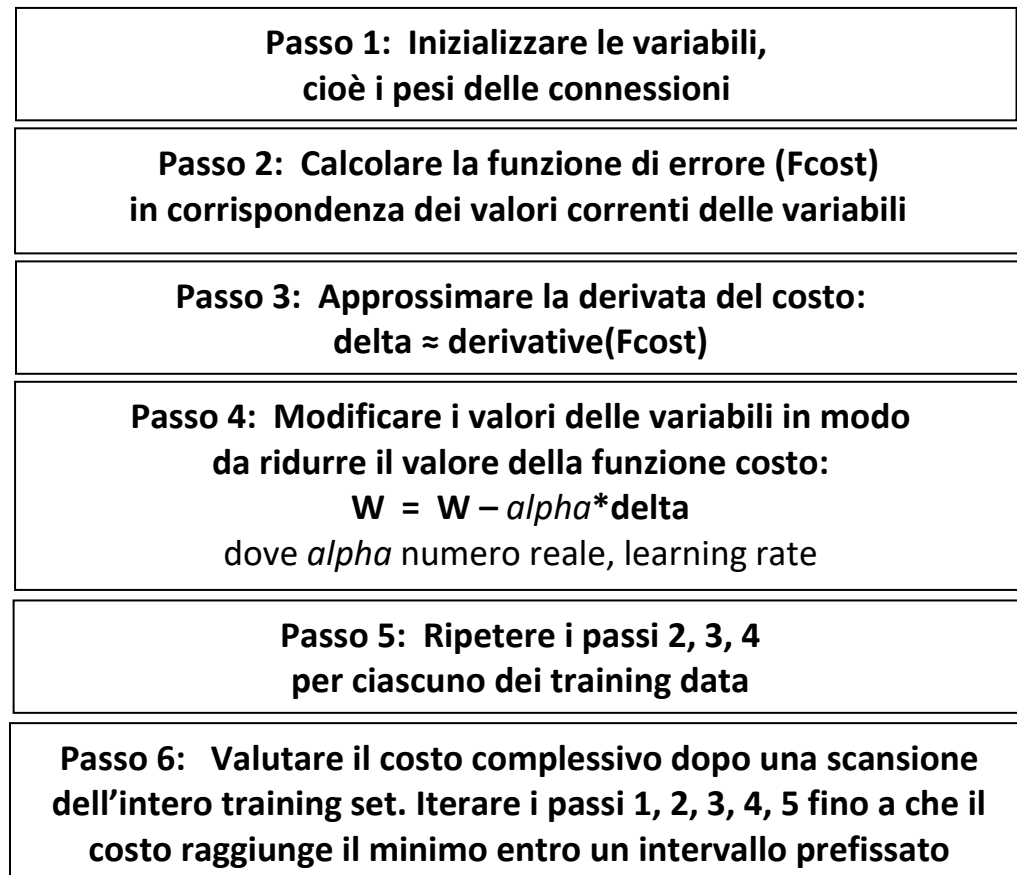 Passo 1:  Inizializzare le variabili,
cioè i pesi delle connessioni
Passo 2:  Calcolare la funzione di errore (Fcost)
in corrispondenza dei valori correnti delle variabili
Passo 3:  Approssimare la derivata del costo:
delta ≈ derivative(Fcost)
Passo 4:  Modificare i valori delle variabili in modo
da ridurre il valore della funzione costo:
W  =  W – alpha*delta
dove alpha numero reale, learning rate
Passo 5:  Ripetere i passi 2, 3, 4
per ciascuno dei training data
Passo 6:   Valutare il costo complessivo dopo una scansione
dell’intero training set. Iterare i passi 1, 2, 3, 4, 5 fino a che il
costo raggiunge il minimo entro un intervallo prefissato